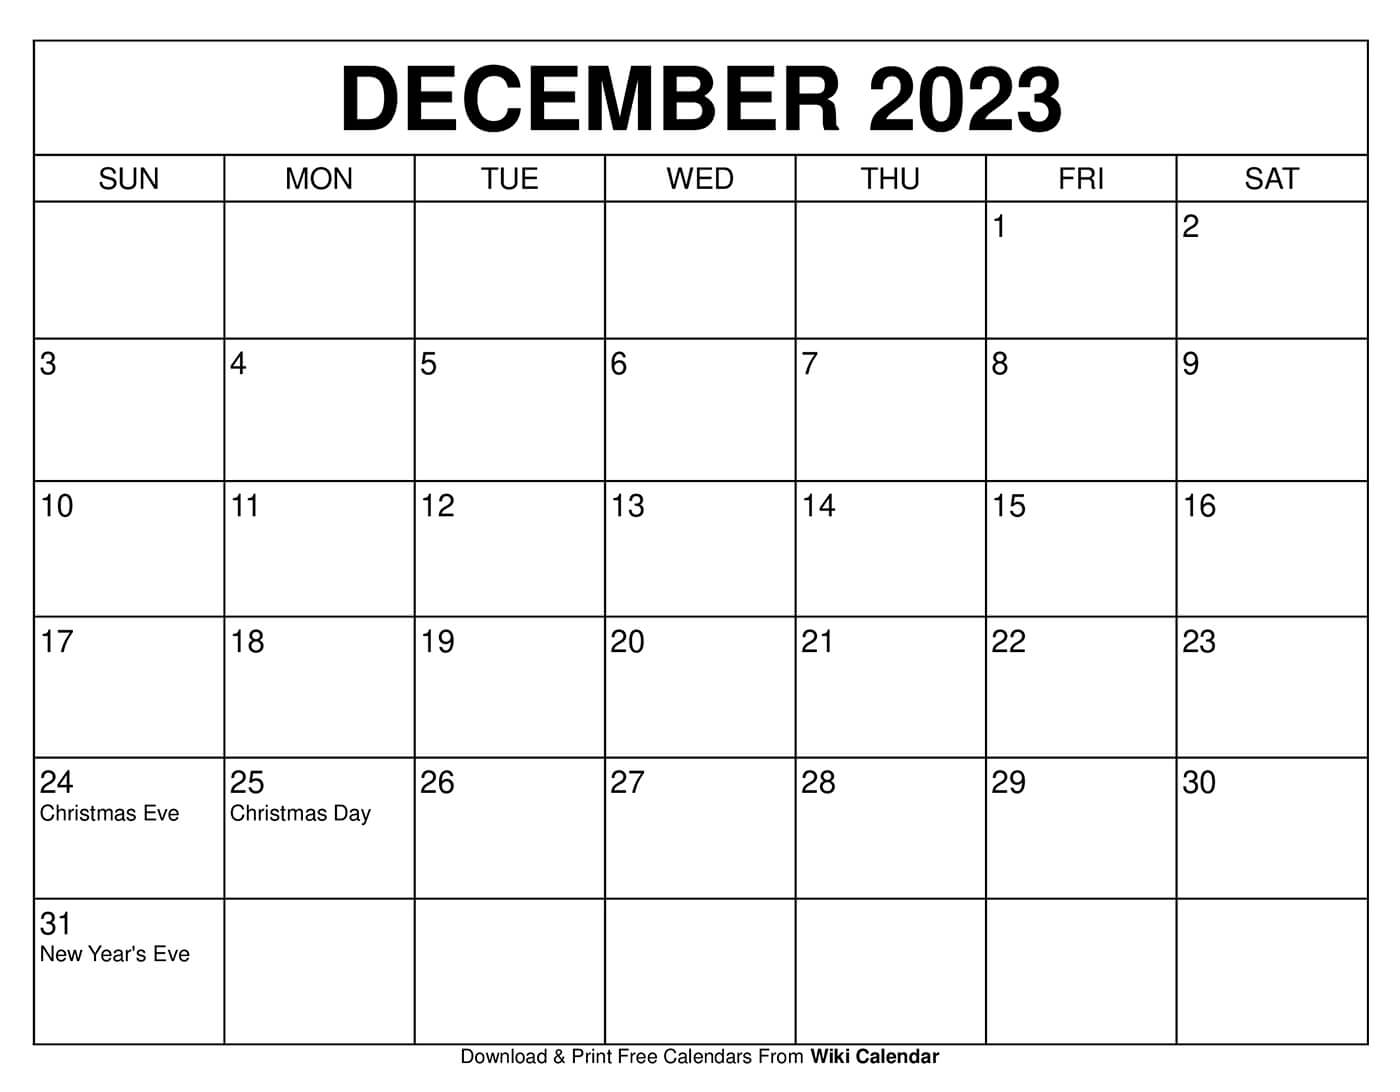 DECEMBER 2023
SUN MON TUE WED THU FRI SAT
1 2
3 4 5 6 7 8 9
10 11 12 13 14 15 16
17 18 19 20 21 22 23
24 25 26 27 28 29 30
Christmas Eve Christmas Day
31
New Year's Eve
Download & Print Free Calendars From Wiki Calendar